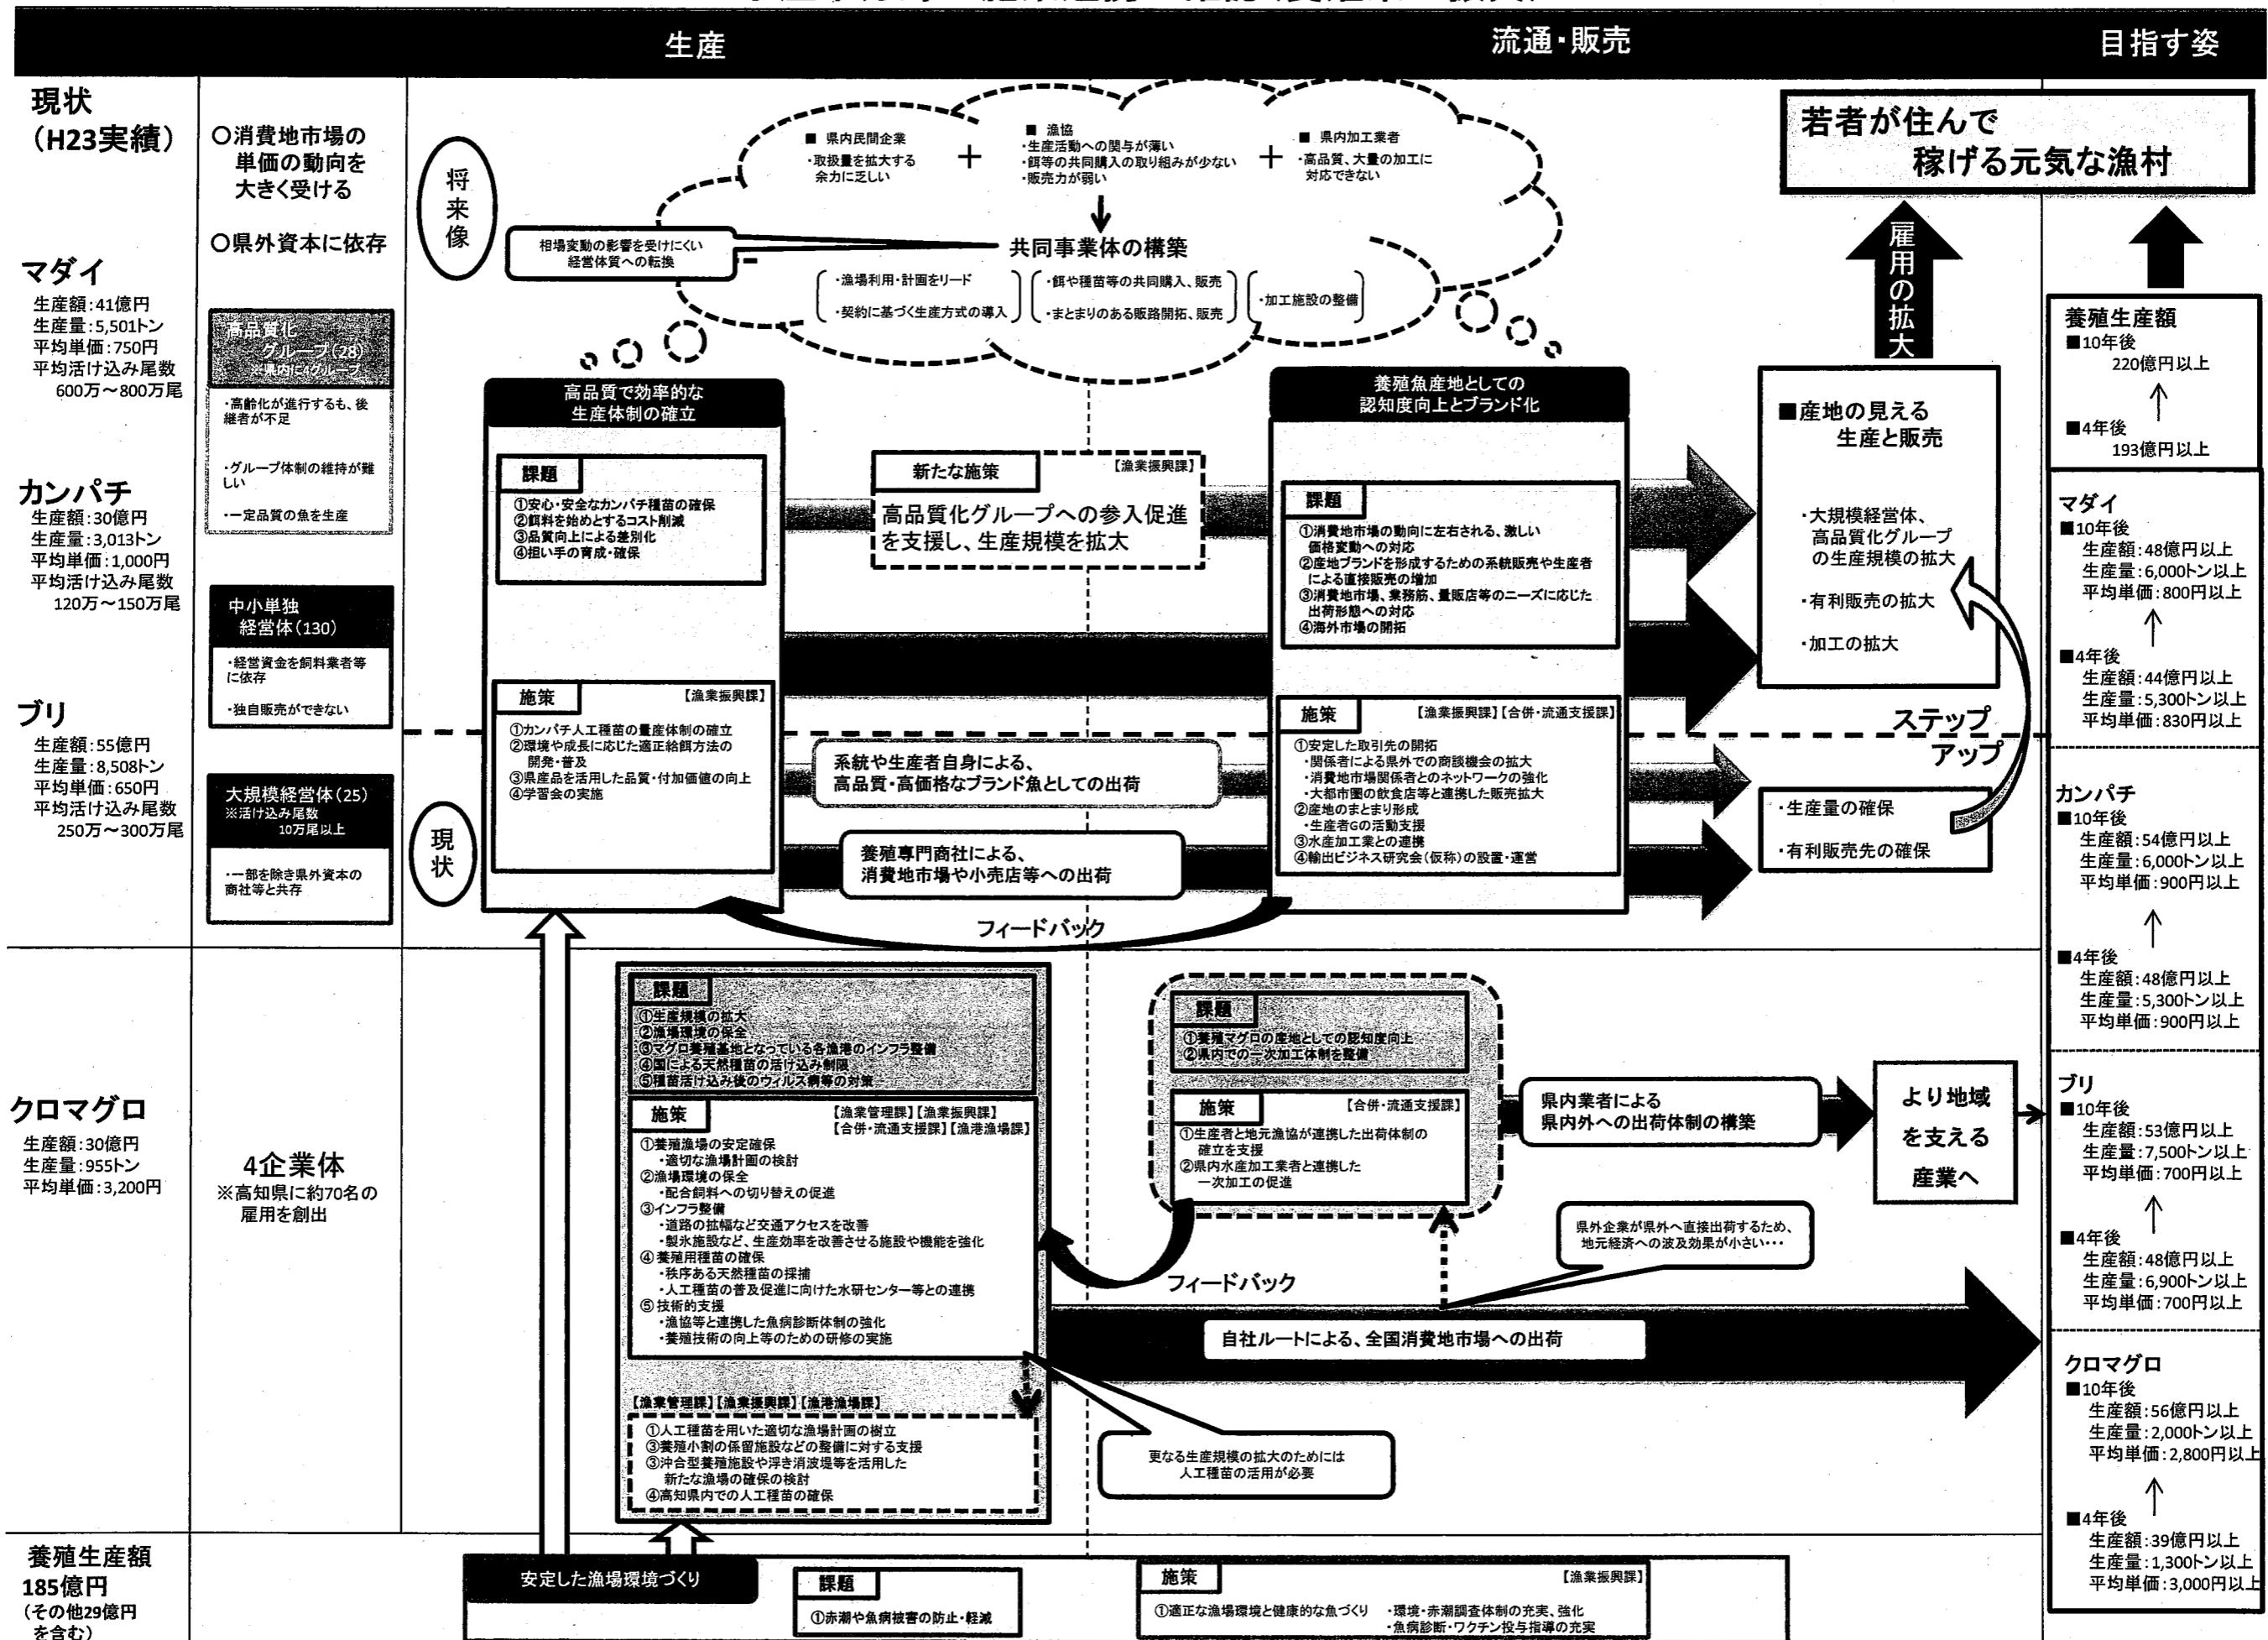 生産
流通・販売
目指す姿
現状
（H23実績）
マダイ
生産額：41億円
生産量：5,501トン
平均単価：750円
平均活け込み尾数
600万～800万尾
カンパチ
生産額：30億円
生産量：3,013トン
平均単価：1,000円
平均活け込み尾数
120万～150万尾
ブリ
生産額：55億円
生産量：8,508トン
平均単価：650円
平均活け込み尾数
250万～300万尾
○消費地市場の
単価の動向を
大きく受ける
○県外資本に依存
高品質化
グループ（28）
※県内に4グループ
・高齢化が進行するも、後
継者が不足
・グループ体制の維持が難
しい
・一定品質の魚を生産
中小単独
経営体（130）
・経営資金を飼料業者等
に依存
・独自販売ができない
大規模経営体（25）
※活け込み尾数
10万尾以上
・一部を除き県外資本の
商社等と共存
将来像
■ 県内民間企業
・取扱量を拡大する
余力に乏しい
＋
■ 漁協
・生産活動への関与が薄い
・餌等の共同購入の取り組みが少ない
・販売力が弱い
＋
■ 県内加工業者
・高品質、大量の加工に
対応できない
相場変動の影響を受けにくい
経営体質への転換
共同事業体の構築
・漁場利用・計画をリード
・契約に基づく生産方式の導入
・餌や種苗等の共同購入、販売
・まとまりのある販路開拓、販売
・加工施設の整備
高品質で効率的な
生産体制の確立
課題
①安心・安全なカンパチ種苗の確保
②餌料を始めとするコスト削減
③品質向上による差別化
④担い手の育成・確保
施策
【漁業振興課】
①カンパチ人工種苗の量産体制の確立
②環境や成長に応じた適正給餌方法の
開発・普及
③県産品を活用した品質・付加価値の向上
④学習会の実施
現状
新たな施策
【漁業振興課】
高品質化グループへの参入促進
を支援し、生産規模を拡大
系統や生産者自身による、
高品質・高価格なブランド魚としての出荷
養殖専門商社による、
消費地市場や小売店等への出荷
フィードバック
養殖魚産地としての
認知度向上とブランド化
課題
①消費地市場の動向に左右される、激しい
価格変動への対応
②産地ブランドを形成するための系統販売や生産者
による直接販売の増加
③消費地市場、業務筋、量販店等のニーズに応じた
出荷形態への対応
④海外市場の開拓
施策
【漁業振興課】【合併・流通支援課】
①安定した取引先の開拓
・関係者による県外での商談機会の拡大
・消費地市場関係者とのネットワークの強化
・大都市圏の飲食店等と連携した販売拡大
②産地のまとまり形成
・生産者Gの活動支援
③水産加工業との連携
④輸出ビジネス研究会（仮称）の設置・運営
若者が住んで
稼げる元気な漁村
雇用の拡大
■産地の見える
生産と販売
・大規模経営体、
高品質化グループ
の生産規模の拡大
・有利販売の拡大
・加工の拡大
ステップ
アップ
・生産量の確保
・有利販売先の確保
養殖生産額
■10年後
220億円以上
↑
■4年後
193億円以上
マダイ
■10年後
生産額：48億円以上
生産量：6,000トン以上
平均単価：800円以上
↑
■4年後
生産額：44億円以上
生産量：5,300トン以上
平均単価：830円以上
カンパチ
■10年後
生産額：54億円以上
生産量：6,000トン以上
平均単価：900円以上
↑
■4年後
生産額：48億円以上
生産量：5,300トン以上
平均単価：900円以上
ブリ
■10年後
生産額：53億円以上
生産量：7,500トン以上
平均単価：700円以上
↑
■4年後
生産額：48億円以上
生産量：6,900トン以上
平均単価：700円以上
クロマグロ
■10年後
生産額：56億円以上
生産量：2,000トン以上
平均単価：2,800円以上
↑
■4年後
生産額：39億円以上
生産量：1,300トン以上
平均単価：3,000円以上
クロマグロ
生産額：30億円
生産量：955トン
平均単価：3,200円
4企業体
※高知県に約70名の
雇用を創出
課題
①生産規模の拡大
②漁場環境の保全
③マグロ養殖基地となっている各漁港のインフラ整備
④国による天然種苗の活け込み制限
⑤種苗活け込み後のウィルス病等の対策
施策
【漁業管理課】【漁業振興課】
【合併・流通支援課】【漁港漁場課】
①養殖漁場の安定確保
・適切な漁場計画の検討
②漁場環境の保全
・配合飼料への切り替えの促進
③インフラ整備
・道路の拡幅など交通アクセスを改善
・製氷施設など、生産効率を改善させる施設や機能を強化
④ 養殖用種苗の確保
・秩序ある天然種苗の採捕
・人工種苗の普及促進に向けた水研センター等との連携
⑤ 技術的支援
・漁協等と連携した魚病診断体制の強化
・養殖技術の向上等のための研修の実施
【漁業管理課】【漁業振興課】【漁港漁場課】
①人工種苗を用いた適切な漁場計画の樹立
③養殖小割の係留施設などの整備に対する支援
③沖合型養殖施設や浮き消波堤等を活用した
新たな漁場の確保の検討
④高知県内での人工種苗の確保
課題
①養殖マグロの産地としての認知度向上
②県内での一次加工体制を整備
施策
【合併・流通支援課】
①生産者と地元漁協が連携した出荷体制の
確立を支援
②県内水産加工業者と連携した
一次加工の促進
フィードバック
県内業者による
県内外への出荷体制の構築
より地域
を支える
産業へ
県外企業が県外へ直接出荷するため、
地元経済への波及効果が小さい・・・
自社ルートによる、全国消費地市場への出荷
更なる生産規模の拡大のためには
人工種苗の活用が必要
養殖生産額
185億円
（その他29億円
を含む）
安定した漁場環境づくり
課題
①赤潮や魚病被害の防止・軽減
施策
【漁業振興課】
①適正な漁場環境と健康的な魚づくり
・環境・赤潮調査体制の充実、強化
・魚病診断・ワクチン投与指導の充実